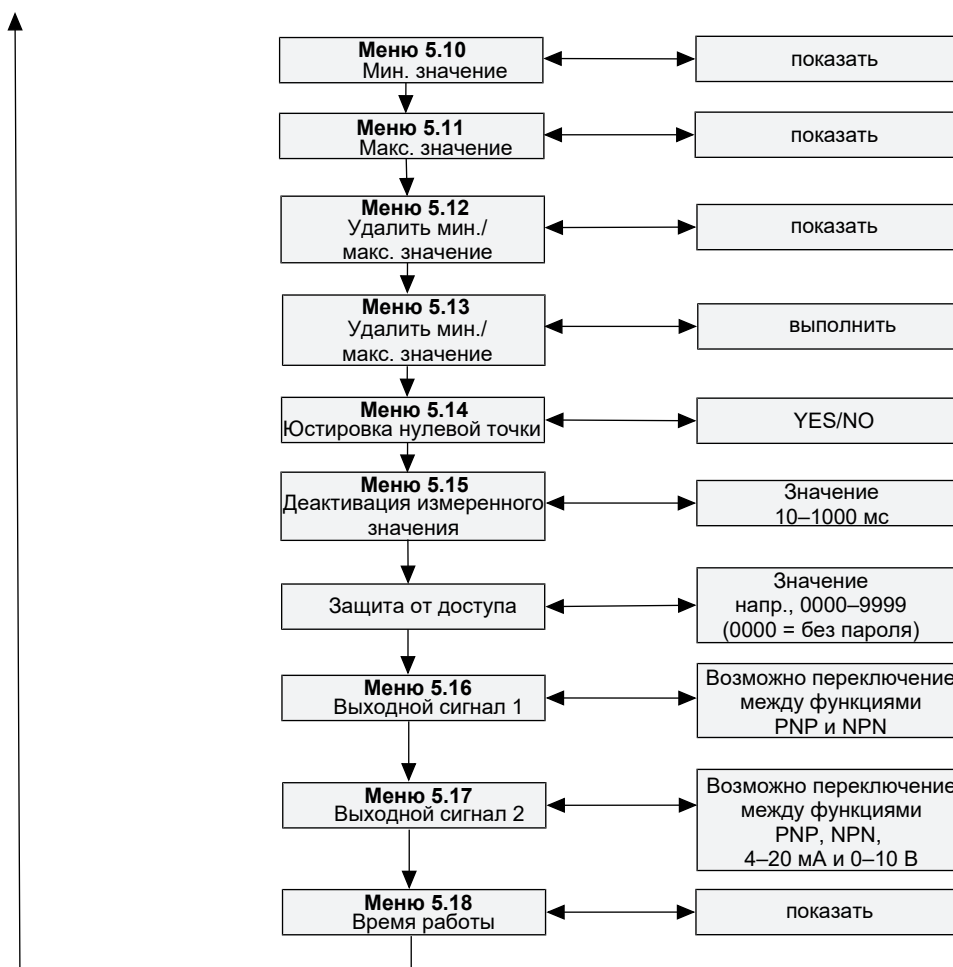 Меню 5.10
Мин. значение
показать
Меню 5.11
Макс. значение
показать
Меню 5.12
Удалить мин./
макс. значение
показать
Меню 5.13
Удалить мин./
макс. значение
выполнить
Меню 5.14
Юстировка нулевой точки
YES/NO
Меню 5.15
Деактивация измеренного
значения
Значение
10–1000 мс
Защита от доступа
Значение
напр., 0000–9999
(0000 = без пароля)
Меню 5.16
Выходной сигнал 1
Возможно переключение
между функциями
PNP и NPN
Меню 5.17
Выходной сигнал 2
Возможно переключение
между функциями
PNP, NPN,
4–20 мА и 0–10 В
Меню 5.18
Время работы
показать